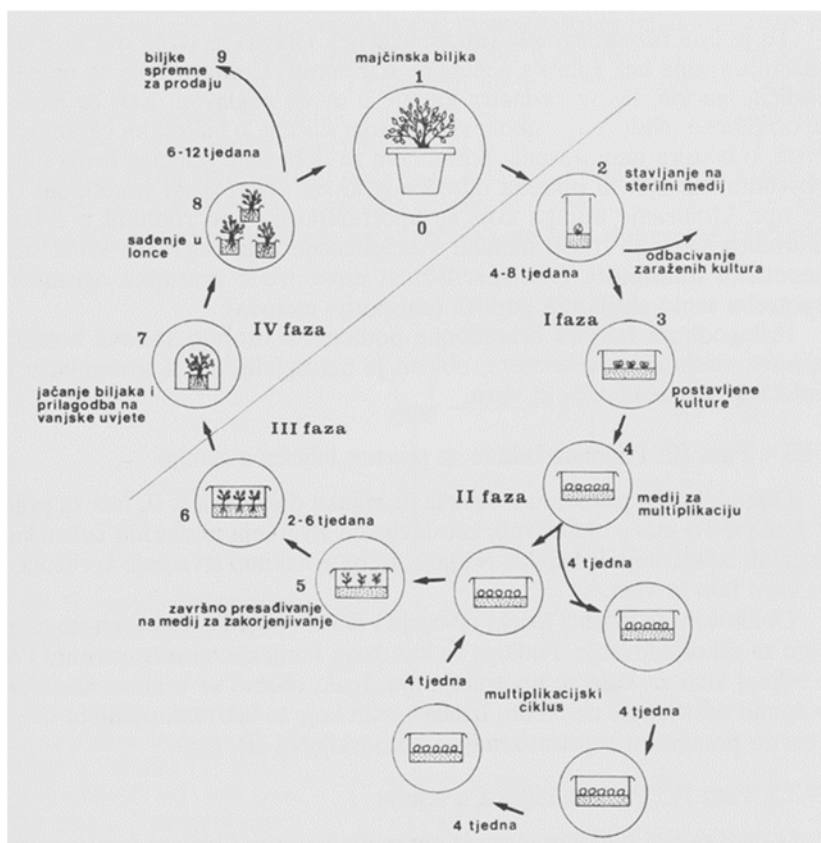 majčinska biljka
1
0
2
stavljanje na
sterilni medij
odbacivanje
zaraženih kultura
4-8 tjedana
I faza
3
postavljene
kulture
4
medij za
multiplikaciju
II faza
4 tjedna
4 tjedna
4 tjedna
4 tjedna
multiplikacijski
ciklus
5
završno presađivanje
na medij za zakorjenjivanje
2-6 tjedana
6
III faza
7
jačanje biljaka i
prilagodba na
vanjske uvjete
IV faza
8
sađenje u
lonce
6-12 tjedana
9
biljke
spremne
za prodaju